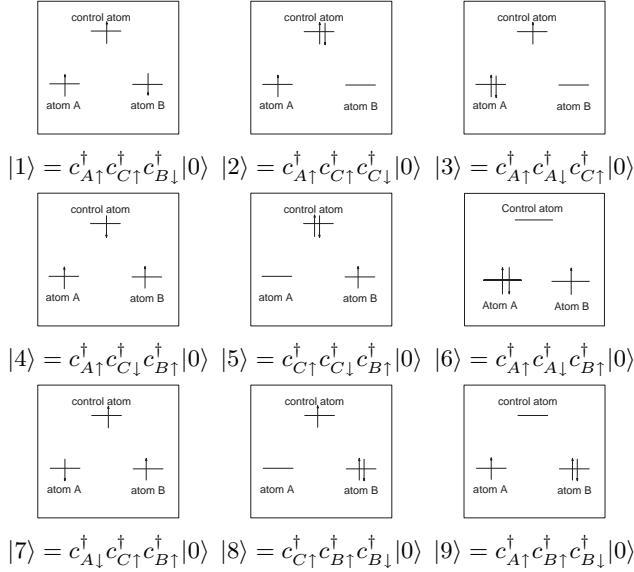 control atom control atom control atom
atom A atom B atom A atom B atom A atom B
|1⟩ = c†A↑ c†C↑ c†B↓ |0⟩ |2⟩ = c†A↑ c†C↑ c†C↓ |0⟩ |3⟩ = c†A↑ c†A↓ c†C↑ |0⟩
control atom control atom Control atom
atom A atom B atom A atom B Atom A Atom B
|4⟩ = c†A↑ c†C↓ c†B↑ |0⟩ |5⟩ = c†C↑ c†C↓ c†B↑ |0⟩ |6⟩ = c†A↑ c†A↓ c†B↑ |0⟩
control atom control atom control atom
atom A atom B atom A atom B atom A atom B
|7⟩ = c†A↓ c†C↑ c†B↑ |0⟩ |8⟩ = c†C↑ c†B↑ c†B↓ |0⟩ |9⟩ = c†A↑ c†B↑ c†B↓ |0⟩